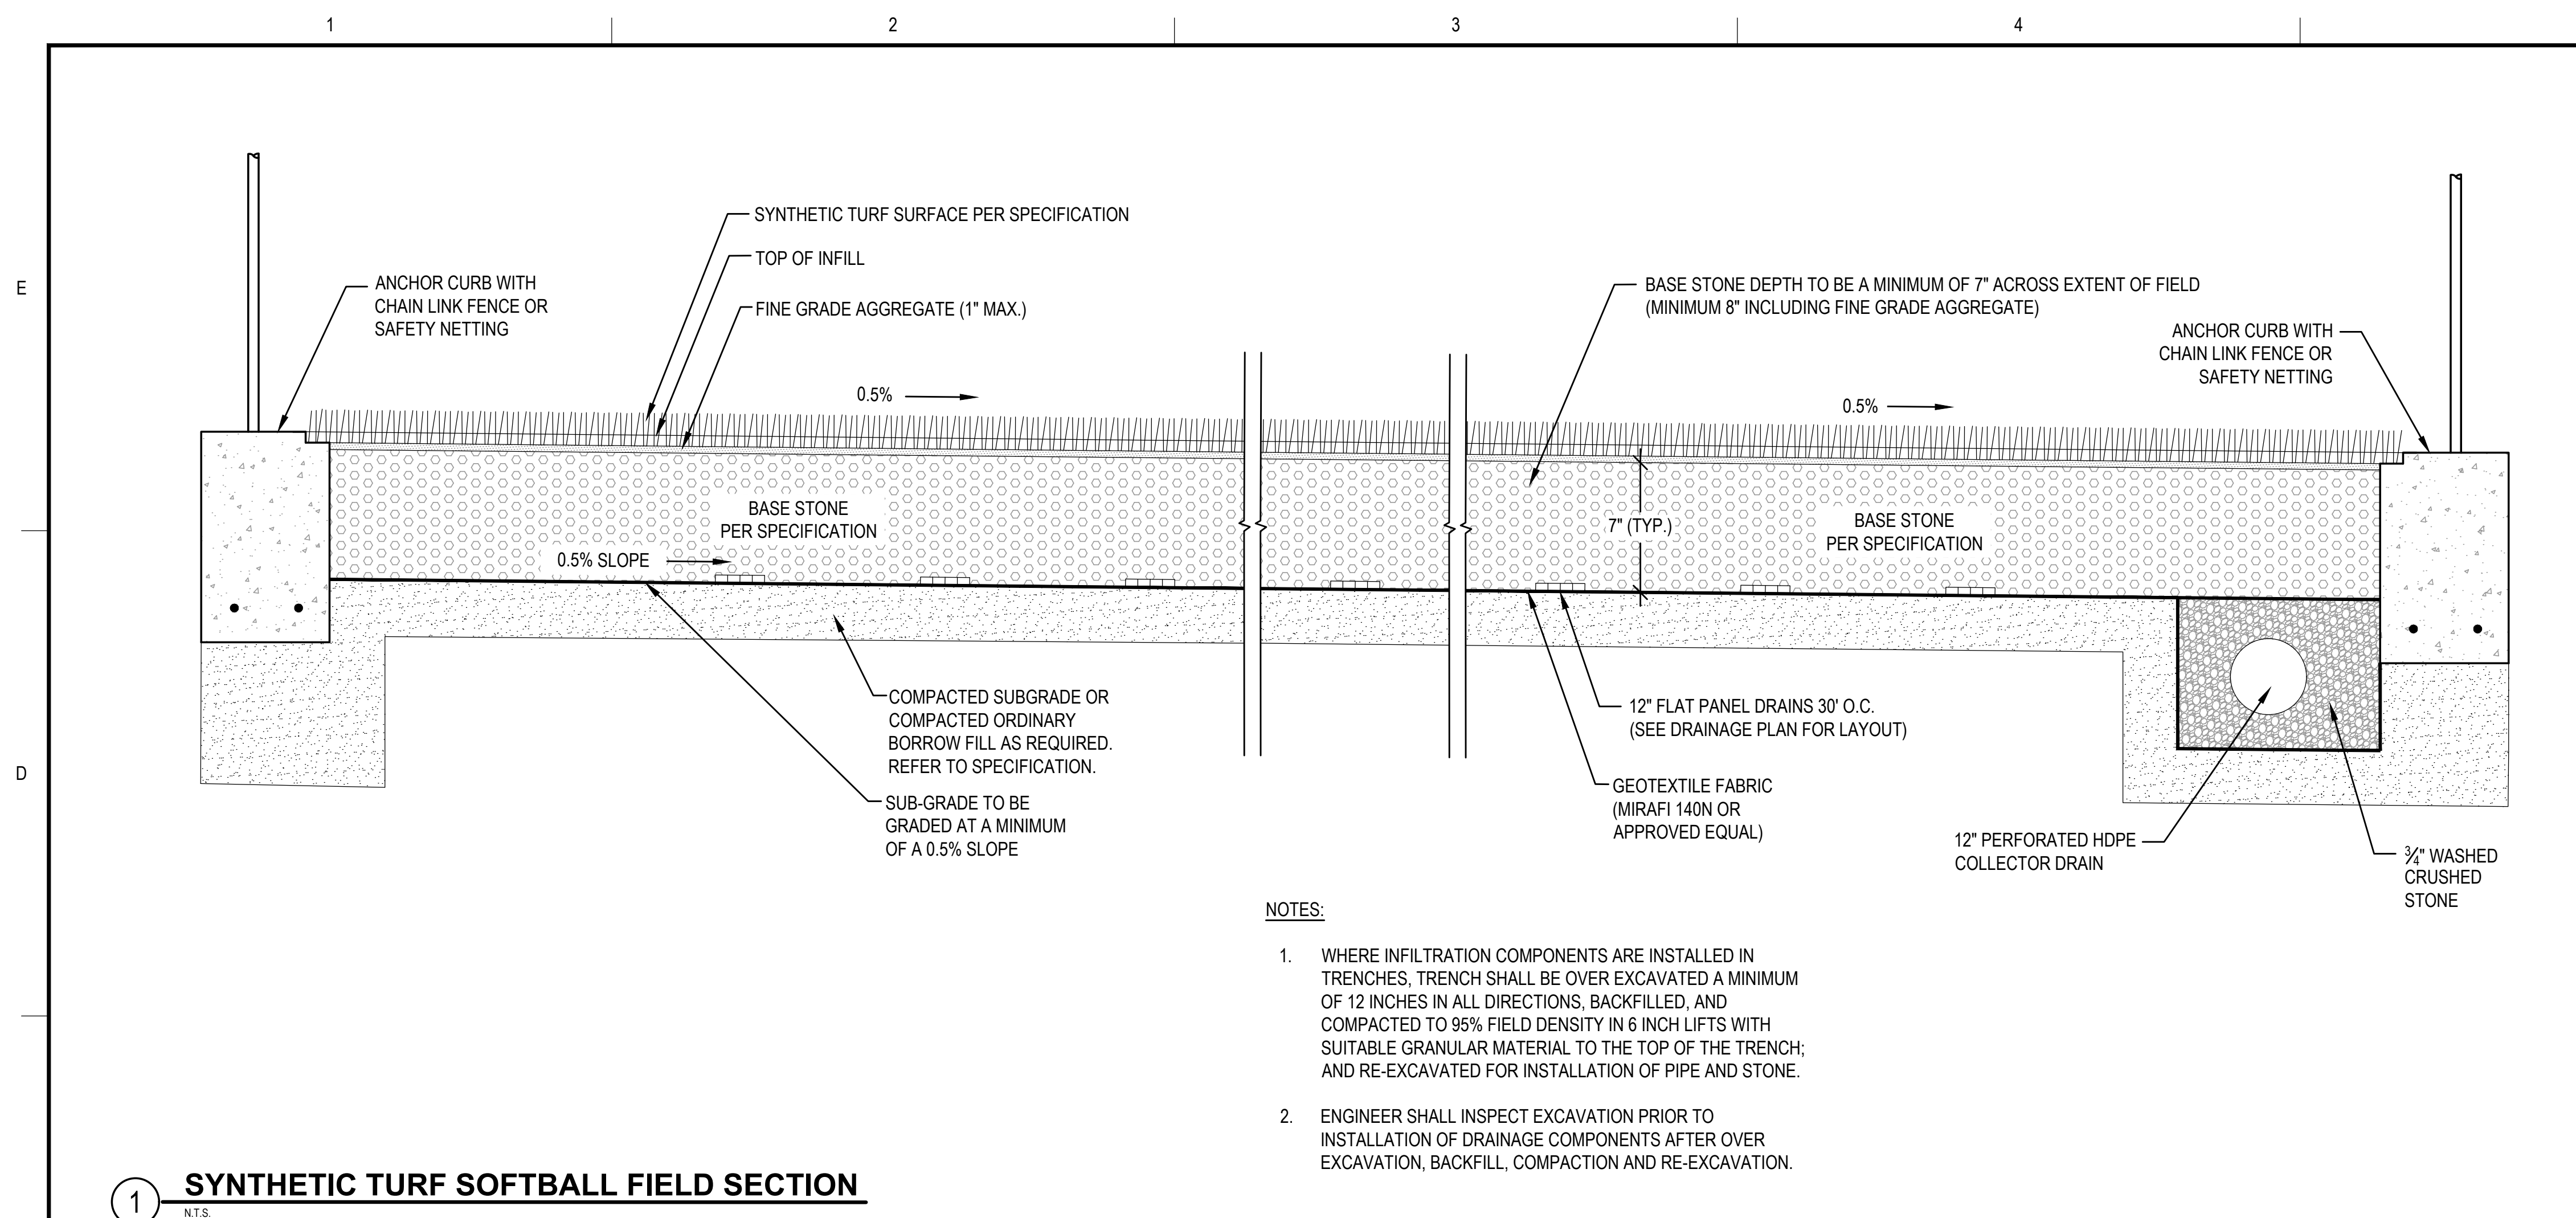 1
2
3
4
E
D
SYNTHETIC TURF SURFACE PER SPECIFICATION
TOP OF INFILL
FINE GRADE AGGREGATE (1" MAX.)
ANCHOR CURB WITH
CHAIN LINK FENCE OR
SAFETY NETTING
BASE STONE DEPTH TO BE A MINIMUM OF 7" ACROSS EXTENT OF FIELD
(MINIMUM 8" INCLUDING FINE GRADE AGGREGATE)
ANCHOR CURB WITH
CHAIN LINK FENCE OR
SAFETY NETTING
0.5%
0.5%
BASE STONE
PER SPECIFICATION
0.5% SLOPE
7" (TYP.)
BASE STONE
PER SPECIFICATION
COMPACTED SUBGRADE OR
COMPACTED ORDINARY
BORROW FILL AS REQUIRED.
REFER TO SPECIFICATION.
SUB-GRADE TO BE
GRADED AT A MINIMUM
OF A 0.5% SLOPE
12" FLAT PANEL DRAINS 30' O.C.
(SEE DRAINAGE PLAN FOR LAYOUT)
GEOTEXTILE FABRIC
(MIRAFI 140N OR
APPROVED EQUAL)
12" PERFORATED HDPE
COLLECTOR DRAIN
¾" WASHED
CRUSHED
STONE
NOTES:
1. WHERE INFILTRATION COMPONENTS ARE INSTALLED IN
TRENCHES, TRENCH SHALL BE OVER EXCAVATED A MINIMUM
OF 12 INCHES IN ALL DIRECTIONS, BACKFILLED, AND
COMPACTED TO 95% FIELD DENSITY IN 6 INCH LIFTS WITH
SUITABLE GRANULAR MATERIAL TO THE TOP OF THE TRENCH;
AND RE-EXCAVATED FOR INSTALLATION OF PIPE AND STONE.
2. ENGINEER SHALL INSPECT EXCAVATION PRIOR TO
INSTALLATION OF DRAINAGE COMPONENTS AFTER OVER
EXCAVATION, BACKFILL, COMPACTION AND RE-EXCAVATION.
1 SYNTHETIC TURF SOFTBALL FIELD SECTION
N.T.S.